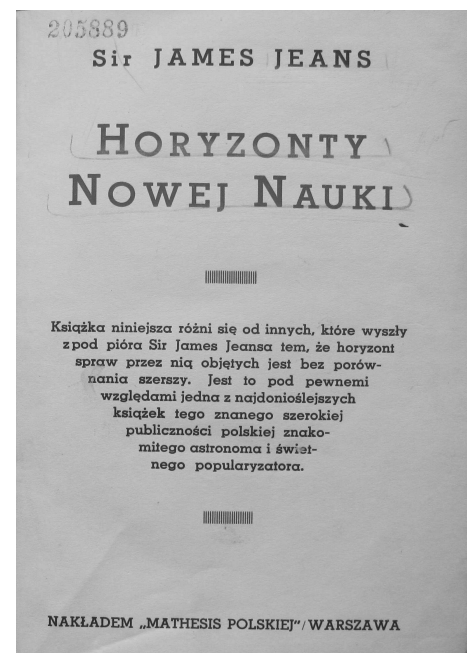 205889
Sir JAMES JEANS
HORYZONTY
NOWEJ NAUKI
Książka niniejsza różni się od innych, które wyszły
zpod pióra Sir James Jeansa tem, że horyzont
spraw przez nią objętych jest bez porów-
nania szerszy. Jest to pod pewnemi
względami jedna z najdonioślejszych
książek tego znanego szerokiej
publiczności polskiej znako-
mitego astronoma i świet-
nego popularyzatora.
NAKŁADEM „MATHESIS POLSKIEJ"/WARSZAWA